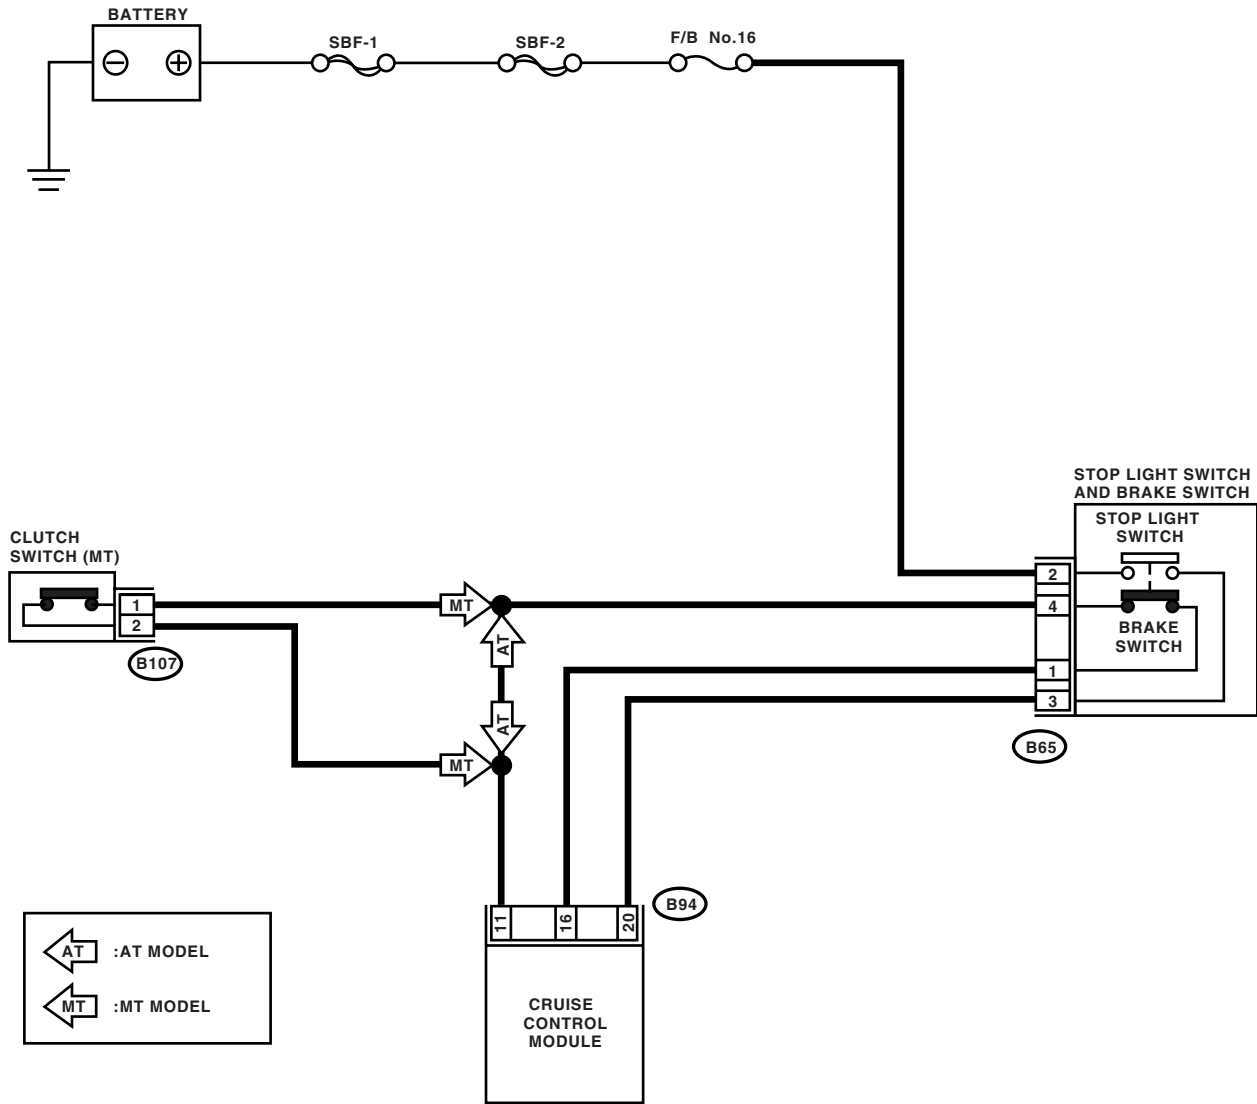 BATTERY
SBF-1
SBF-2
F/B No.16
STOP LIGHT SWITCH
AND BRAKE SWITCH
STOP LIGHT
SWITCH
2
4
BRAKE
SWITCH
1
3
B65
CLUTCH
SWITCH (MT)
1
2
B107
MT
AT
AT
MT
B94
11
16
20
CRUISE
CONTROL
MODULE
AT :AT MODEL
MT :MT MODEL